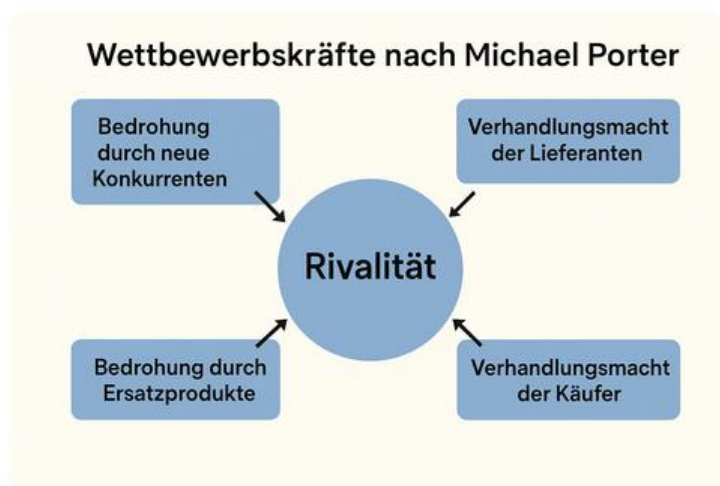 Wettbewerbskräfte nach Michael Porter
Bedrohung
durch neue
Konkurrenten
Verhandlungsmacht
der Lieferanten
Rivalität
Bedrohung durch
Ersatzprodukte
Verhandlungsmacht
der Käufer